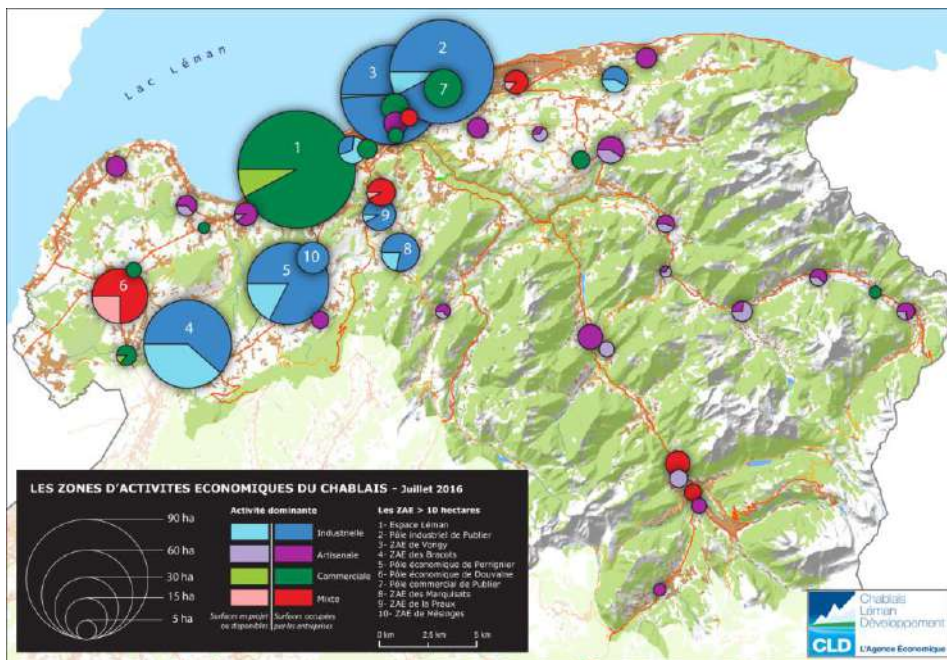 Lac Léman
2
3
7
1
9
8
10
5
6
4
LES ZONES D'ACTIVITES ECONOMIQUES DU CHABLAIS - Juillet 2016
90 ha
60 ha
30 ha
15 ha
5 ha
Activité dominante
Industrielle
Artisanale
Commerciale
Mixte
Surfaces en projet ou disponibles
Surfaces occupées par les entreprises
Les ZAE > 10 hectares
1- Espace Léman
2- Pôle industriel de Publier
3- ZAE de Vongy
4- ZAE des Bracots
5- Pôle économique de Perrignier
6- Pôle économique de Douvaine
7- Pôle commercial de Publier
8- ZAE des Marquisats
9- ZAE de la Praux
10- ZAE de Mésinges
0 km 2,5 km 5 km
Chablais
Léman
Développement
CLD
L'Agence Economique